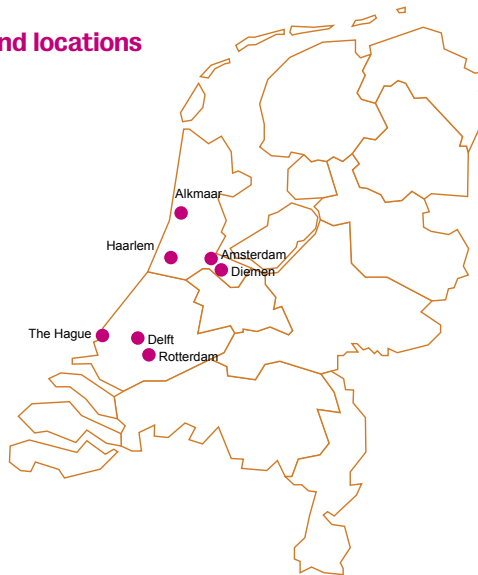 nd locations
Alkmaar
Haarlem
Amsterdam
Diemen
The Hague
Delft
Rotterdam